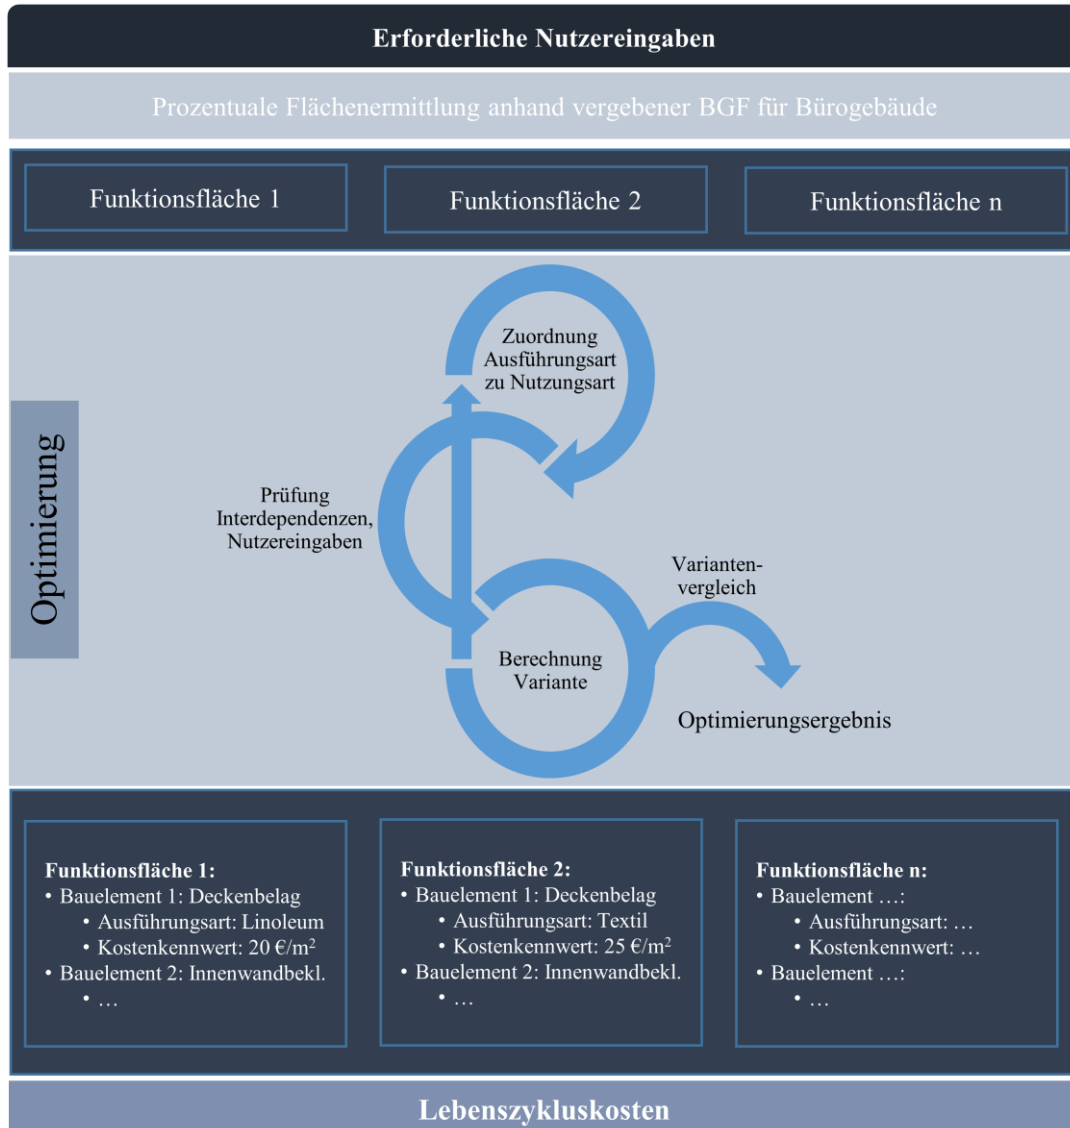 Erforderliche Nutzereingaben
Prozentuale Flächenermittlung anhand vergebener BGF für Bürogebäude
Funktionsfläche 1
Funktionsfläche 2
Funktionsfläche n
Optimierung
Zuordnung
Ausführungsart
zu Nutzungsart
Prüfung
Interdependenzen,
Nutzereingaben
Varianten-
vergleich
Berechnung
Variante
Optimierungsergebnis
Funktionsfläche 1:
• Bauelement 1: Deckenbelag
• Ausführungsart: Linoleum
• Kostenkennwert: 20 €/m²
• Bauelement 2: Innenwandbekl.
• …
Funktionsfläche 2:
• Bauelement 1: Deckenbelag
• Ausführungsart: Textil
• Kostenkennwert: 25 €/m²
• Bauelement 2: Innenwandbekl.
• …
Funktionsfläche n:
• Bauelement …:
• Ausführungsart: …
• Kostenkennwert: …
• Bauelement …:
• …
Lebenszykluskosten